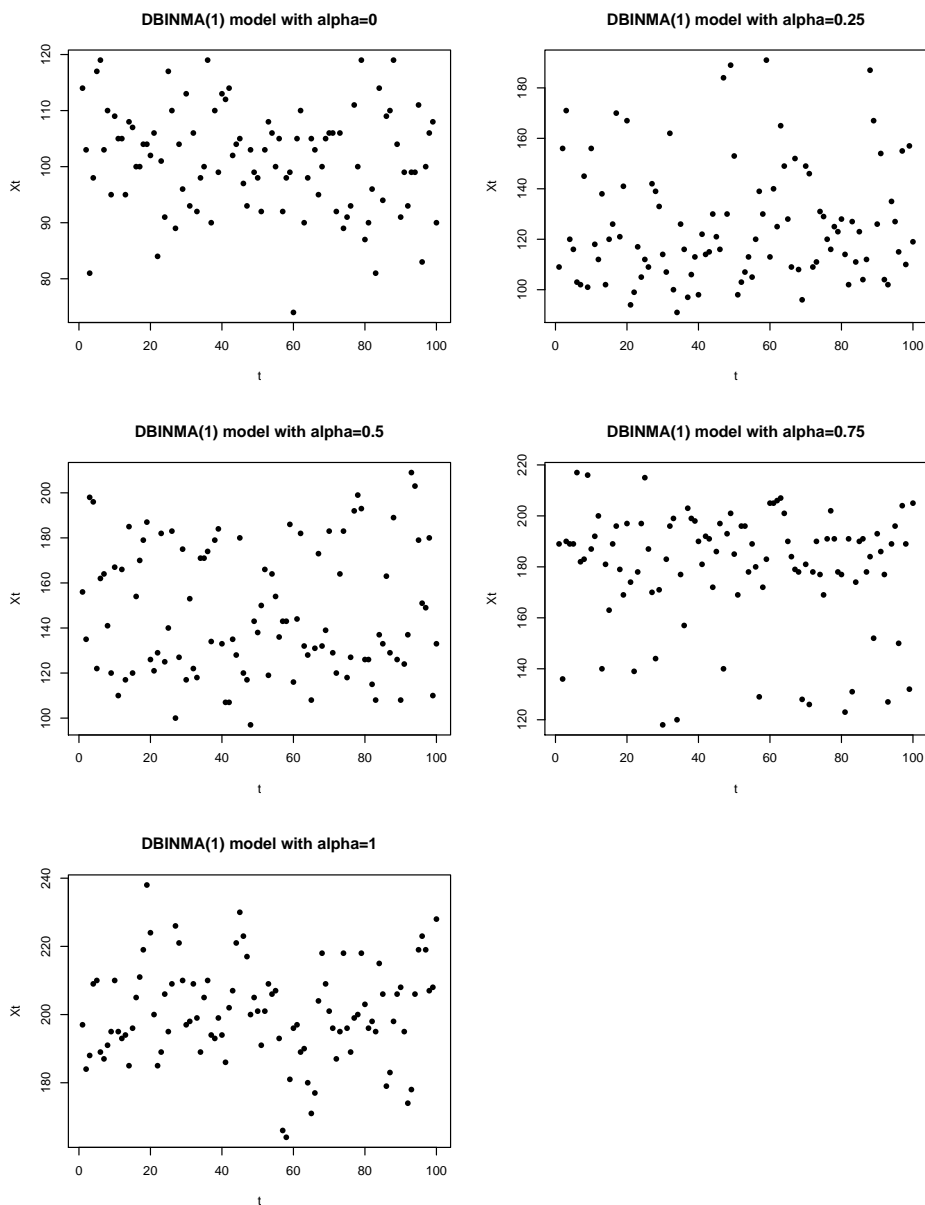 DBINMA(1) model with alpha=0
Xt
120
110
100
90
80
0 20 40 60 80 100
t
DBINMA(1) model with alpha=0.25
Xt
180
160
140
120
100
0 20 40 60 80 100
t
DBINMA(1) model with alpha=0.5
Xt
200
180
160
140
120
100
0 20 40 60 80 100
t
DBINMA(1) model with alpha=0.75
Xt
220
200
180
160
140
120
0 20 40 60 80 100
t
DBINMA(1) model with alpha=1
Xt
240
220
200
180
0 20 40 60 80 100
t